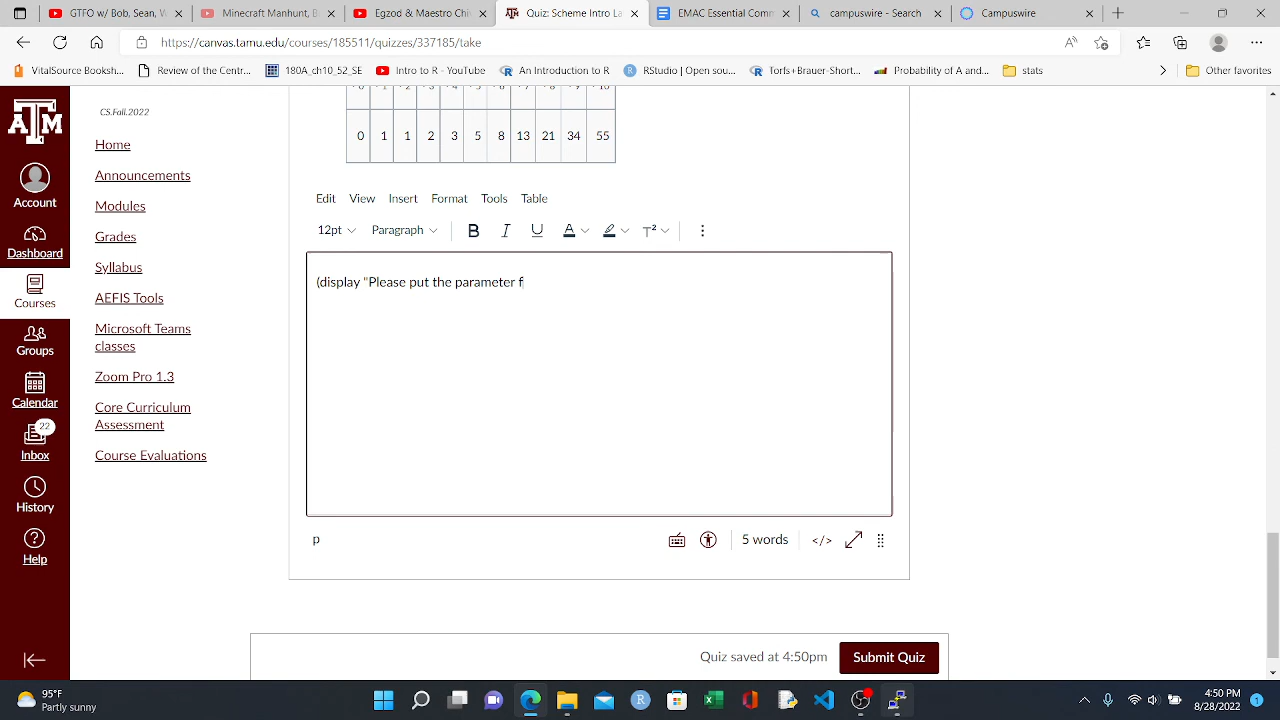 GTFO w/ Bob, Sean, W
Minecraft Manhunt, B
Egzon & Maestro Chiv
Quiz: Scheme Intro La
EMAC Essential
campuswire - Search
Campuswire
https://canvas.tamu.edu/courses/185511/quizzes/337185/take
VitalSource Booksh...
Review of the Centr...
180A_ch10_52_SE
Intro to R - YouTube
An Introduction to R
RStudio | Open sou...
Torfs+Brauer-Short...
Probability of A and...
stats
Other favorites
CS.Fall.2022
Home
Announcements
Modules
Grades
Syllabus
AEFIS Tools
Microsoft Teams
classes
Zoom Pro 1.3
Core Curriculum
Assessment
Course Evaluations
Account
Dashboard
Courses
Groups
Calendar
22
Inbox
History
Help
0 1 1 2 3 5 8 13 21 34 55
Edit View Insert Format Tools Table
12pt Paragraph B I U A T²
(display "Please put the parameter f
p
5 words </>
Quiz saved at 4:50pm
Submit Quiz
95°F
Partly sunny
4:50 PM
8/28/2022
1